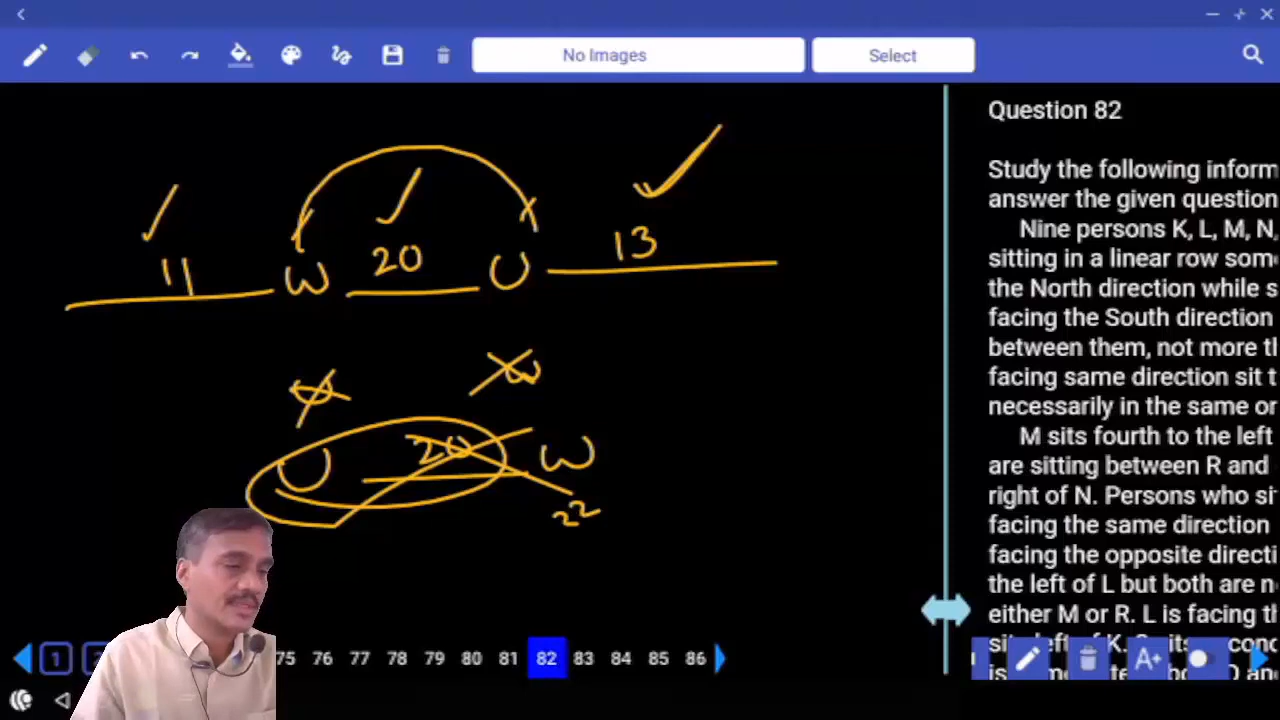 No Images
Select
Question 82
Study the following inform
answer the given question
Nine persons K, L, M, N,
sitting in a linear row som
the North direction while s
facing the South direction
between them, not more th
facing same direction sit t
necessarily in the same or
M sits fourth to the left
are sitting between R and
right of N. Persons who si
facing the same direction
facing the opposite directi
the left of L but both are n
either M or R. L is facing th
11 W 20 U 13
U W
U 20 W
22
1
75 76 77 78 79 80 81 82 83 84 85 86
A+